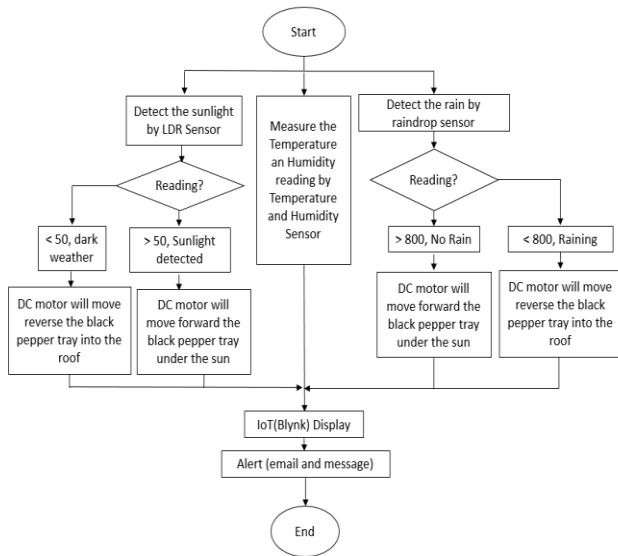 Start
Detect the sunlight
by LDR Sensor
Measure the
Temperature
an Humidity
reading by
Temperature
and Humidity
Sensor
Detect the rain by
raindrop sensor
Reading?
Reading?
< 50, dark
weather
> 50, Sunlight
detected
> 800, No Rain
< 800, Raining
DC motor will move
reverse the black
pepper tray into the
roof
DC motor will
move forward the
black pepper tray
under the sun
DC motor will
move forward the
black pepper tray
under the sun
DC motor will move
reverse the black
pepper tray into the
roof
IoT(Blynk) Display
Alert (email and message)
End